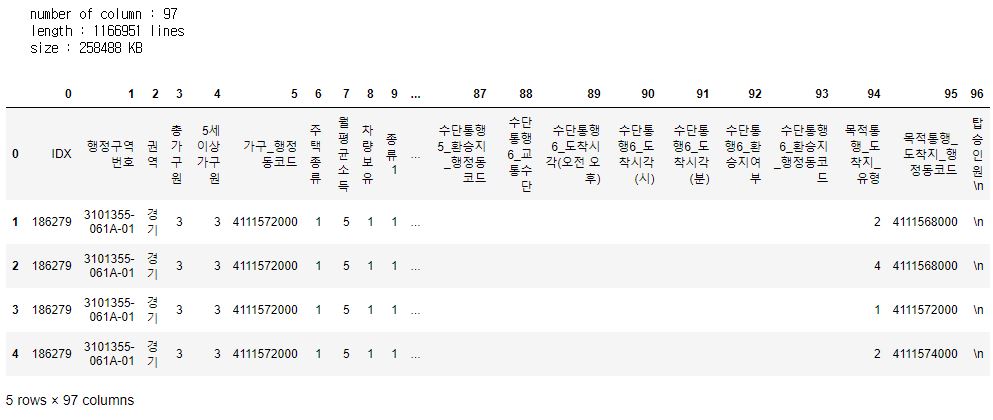 number of column : 97
length : 1166951 lines
size : 258488 KB
0 1 2 3 4 5 6 7 8 9 ... 87 88 89 90 91 92 93 94 95 96
0 IDX 행정구역번호 권역 총가구원 5세이상가구원 가구_행정동코드 주택종류 월평균소득 차량보유 종류1 ... 수단통행5_환승지_행정동코드 수단통행6_교통수단 수단통행6_도착시각(오전 오후) 수단통행6_도착시각(시) 수단통행6_도착시각(분) 수단통행6_환승지여부 수단통행6_환승지_행정동코드 목적통행_도착지_유형 목적통행_도착지_행정동코드 탑승인원\n
1 186279 3101355-061A-01 경기 3 3 4111572000 1 5 1 1 ... 2 4111568000 \n
2 186279 3101355-061A-01 경기 3 3 4111572000 1 5 1 1 ... 4 4111568000 \n
3 186279 3101355-061A-01 경기 3 3 4111572000 1 5 1 1 ... 1 4111572000 \n
4 186279 3101355-061A-01 경기 3 3 4111572000 1 5 1 1 ... 2 4111574000 \n
5 rows × 97 columns